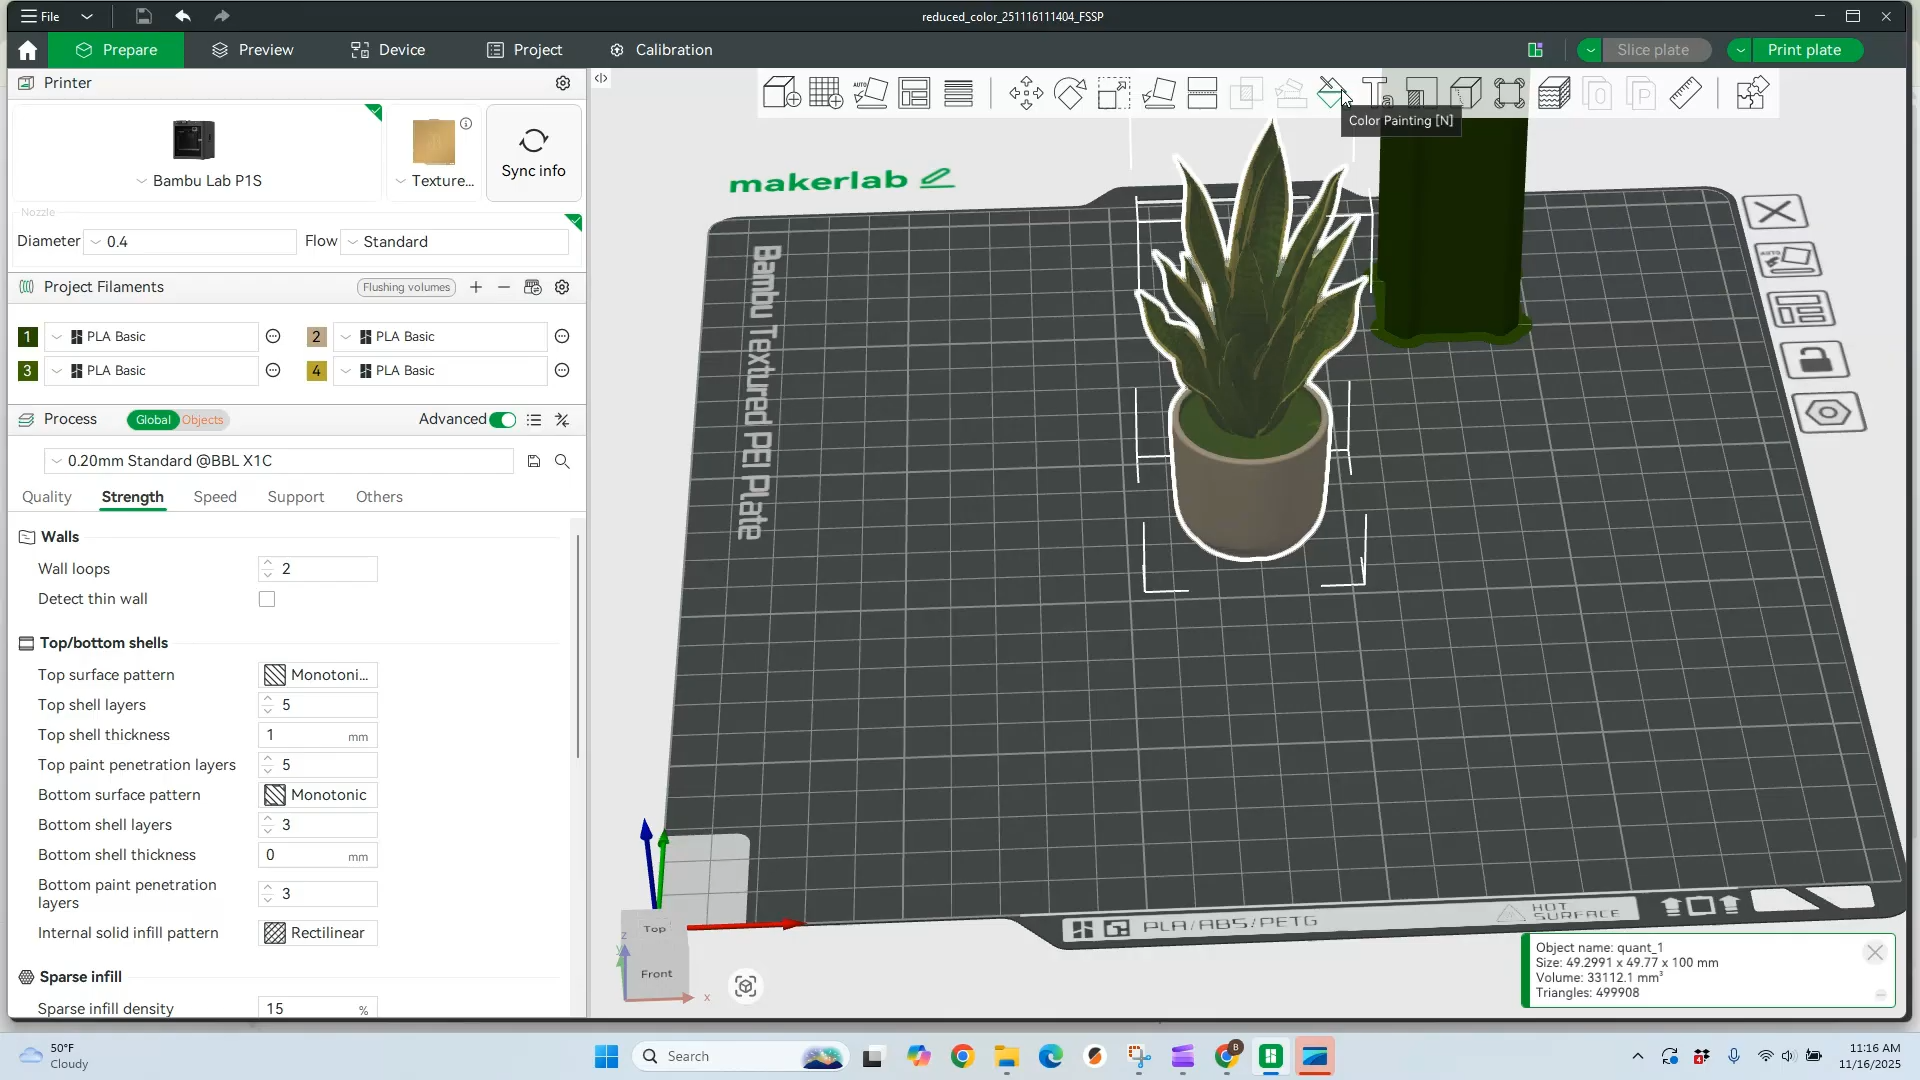 File
reduced_color_251116111404_FSSP
Prepare
Preview
Device
Project
Calibration
Slice plate
Print plate
Printer
Bambu Lab P1S
Texture...
Sync info
Nozzle
Diameter
0.4
Flow
Standard
Project Filaments
Flushing volumes
1
PLA Basic
2
PLA Basic
3
PLA Basic
4
PLA Basic
Process
Global
Objects
Advanced
0.20mm Standard @BBL X1C
Quality
Strength
Speed
Support
Others
Walls
Wall loops
2
Detect thin wall
Top/bottom shells
Top surface pattern
Monotoni...
Top shell layers
5
Top shell thickness
1
mm
Top paint penetration layers
5
Bottom surface pattern
Monotonic
Bottom shell layers
3
Bottom shell thickness
0
mm
Bottom paint penetration
layers
3
Internal solid infill pattern
Rectilinear
Sparse infill
Sparse infill density
15
%
AUTO
Color Painting [N]
makerlab
Bambu Textured PEI Plate
AUTO
PLA/ABS/PETG
HOT
SURFACE
Top
Front
z
y
x
Object name: quant_1
Size: 49.2991 x 49.77 x 100 mm
Volume: 33112.1 mm³
Triangles: 499908
50°F
Cloudy
Search
B
4
11:16 AM
11/16/2025